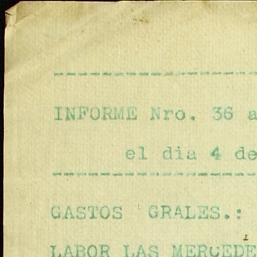 INFORME Nro. 36 a
el dia 4 de
GASTOS GRALES.:
LABOR LAS MERCEDE